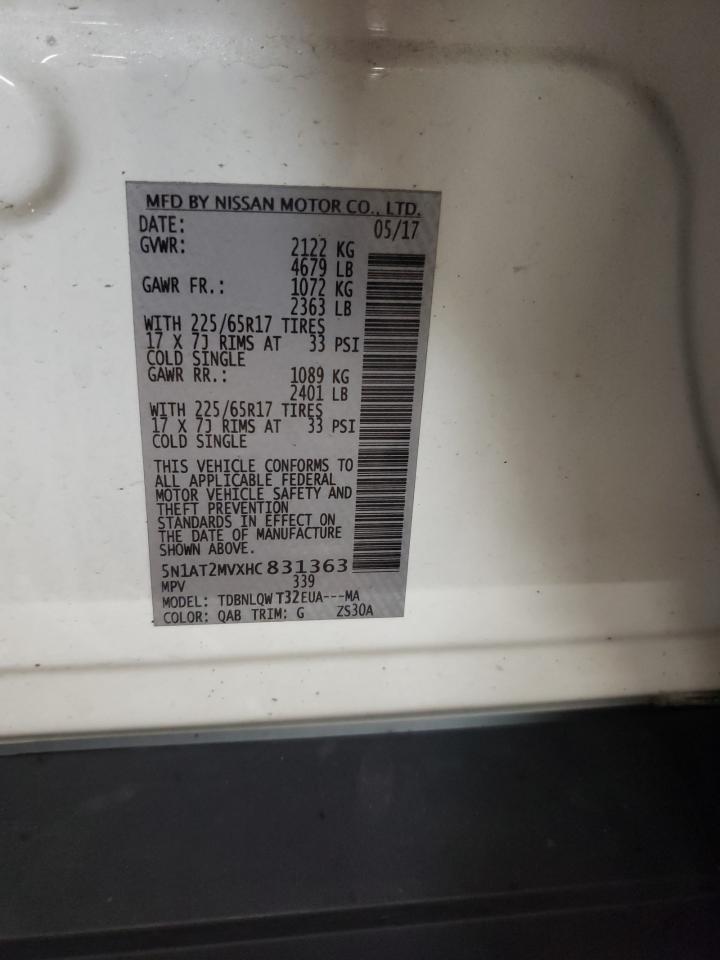 MFD BY NISSAN MOTOR CO., LTD.
DATE: 05/17
GVWR: 2122 KG
4679 LB
GAWR FR.: 1072 KG
2363 LB
WITH 225/65R17 TIRES
17 X 7J RIMS AT 33 PSI
COLD SINGLE
GAWR RR.: 1089 KG
2401 LB
WITH 225/65R17 TIRES
17 X 7J RIMS AT 33 PSI
COLD SINGLE
THIS VEHICLE CONFORMS TO
ALL APPLICABLE FEDERAL
MOTOR VEHICLE SAFETY AND
THEFT PREVENTION
STANDARDS IN EFFECT ON
THE DATE OF MANUFACTURE
SHOWN ABOVE.
5N1AT2MVXHC831363
MPV 339
MODEL: TDBNLQW T32EUA---MA
COLOR: QAB TRIM: G ZS30A